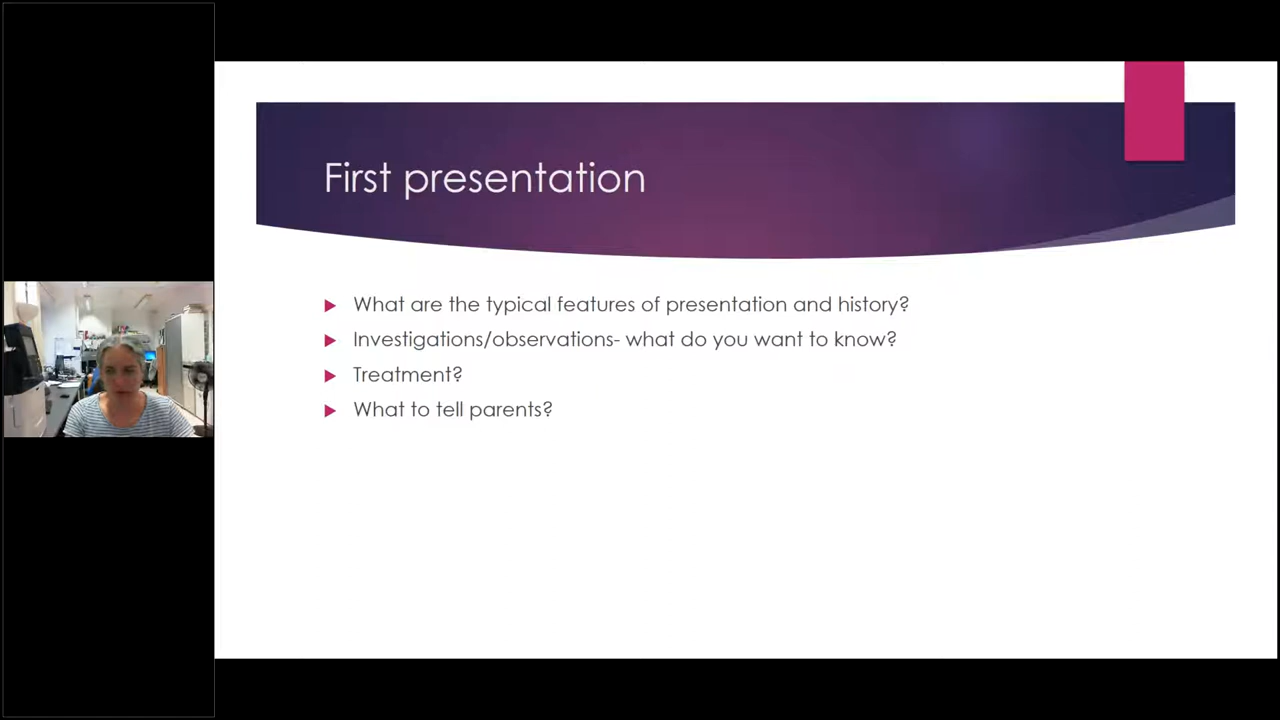 First presentation
What are the typical features of presentation and history?
Investigations/observations- what do you want to know?
Treatment?
What to tell parents?